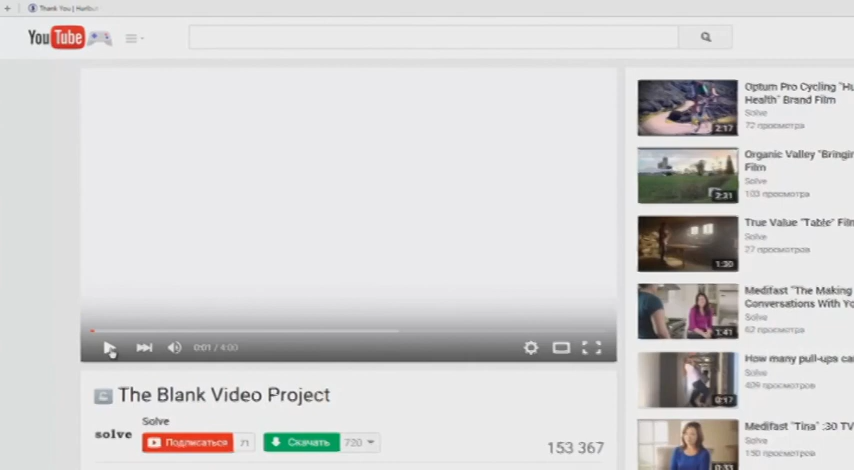 Thank You | Hurlbut
YouTube
0:01 / 4:00
The Blank Video Project
Solve
solve
Подписаться
71
Скачать
720
153 367
Optum Pro Cycling "Hu
Health" Brand Film
Solve
72 просмотра
2:17
Organic Valley "Bringin
Film
Solve
103 просмотра
2:31
True Value "Table" Film
Solve
27 просмотров
1:30
Medifast "The Making
Conversations With Yo
Solve
62 просмотра
1:41
How many pull-ups ca
Solve
409 просмотров
0:17
Medifast "Tina" :30 TV
Solve
150 просмотров
0:33